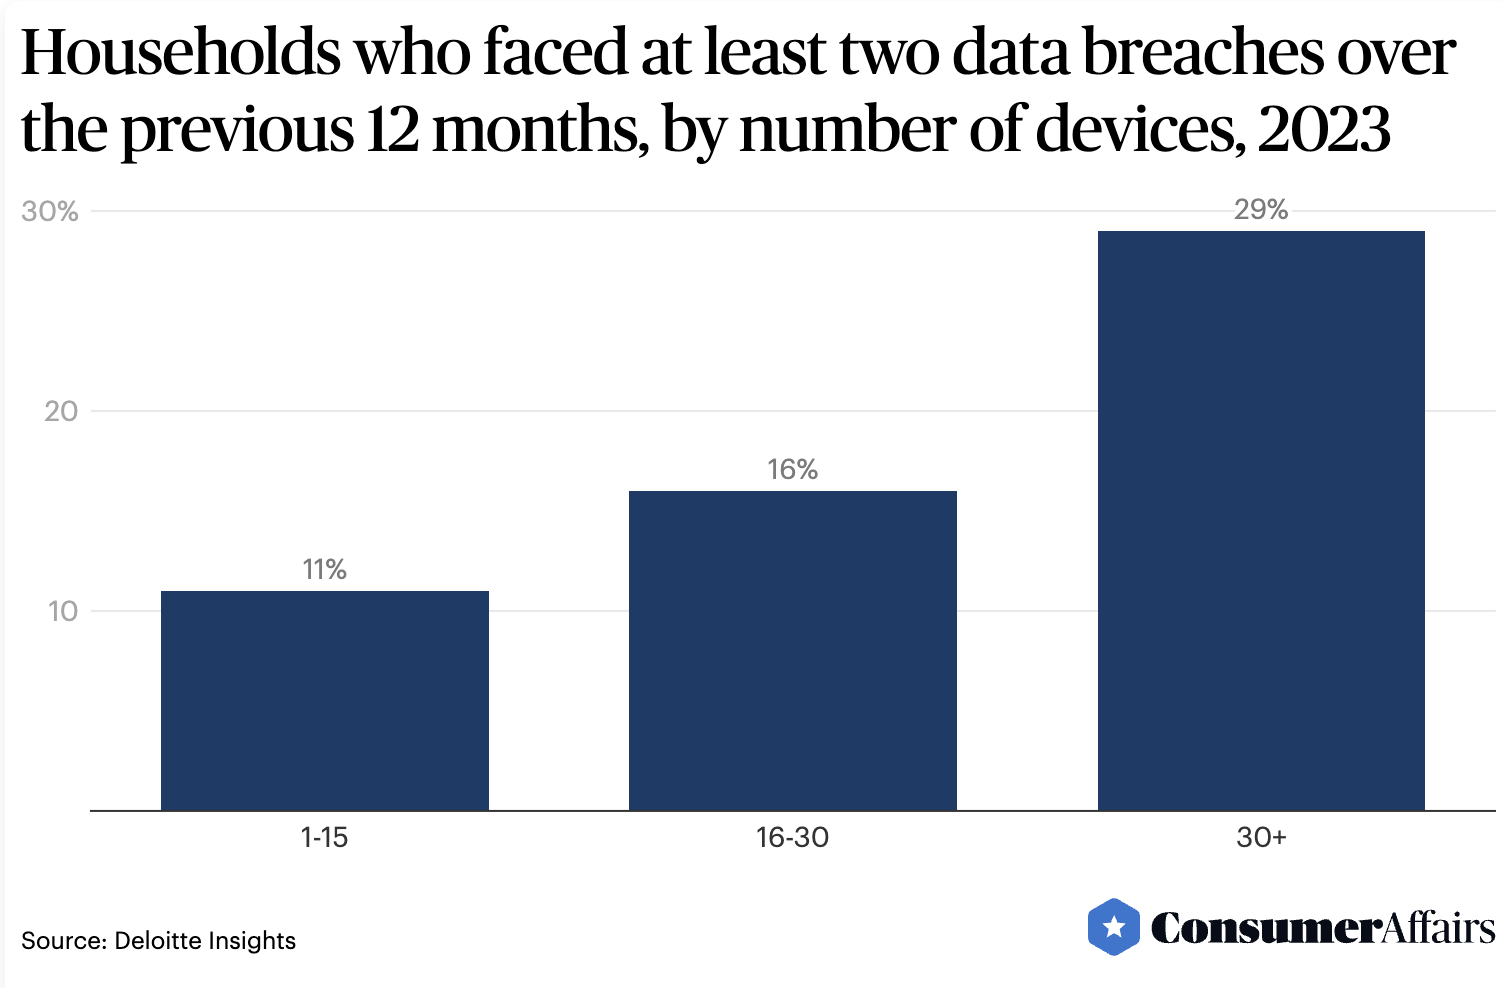 Households who faced at least two data breaches over
the previous 12 months, by number of devices, 2023
30%
29%
20
16%
11%
10
1-15 16-30 30+
Source: Deloitte Insights
ConsumerAffairs